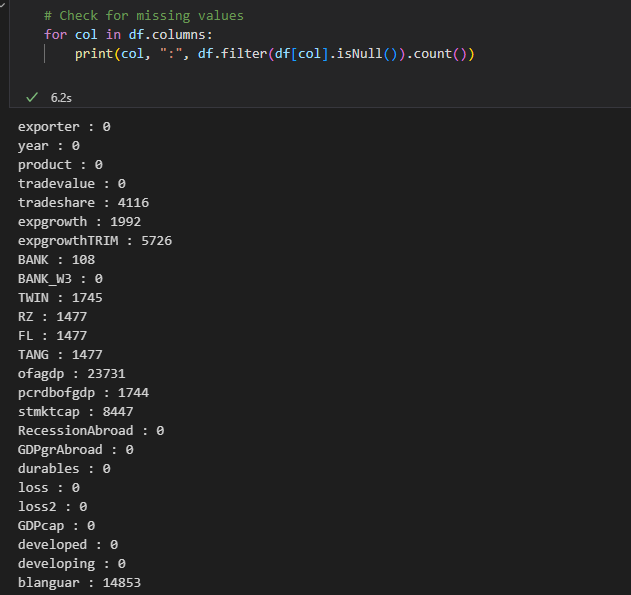 # Check for missing values
for col in df.columns:
print(col, ":", df.filter(df[col].isNull()).count())
6.2s
exporter : 0
year : 0
product : 0
tradevalue : 0
tradeshare : 4116
expgrowth : 1992
expgrowthTRIM : 5726
BANK : 108
BANK_W3 : 0
TWIN : 1745
RZ : 1477
FL : 1477
TANG : 1477
ofagdp : 23731
pcrdbofgdp : 1744
stmktcap : 8447
RecessionAbroad : 0
GDPgrAbroad : 0
durables : 0
loss : 0
loss2 : 0
GDPcap : 0
developed : 0
developing : 0
blanguar : 14853